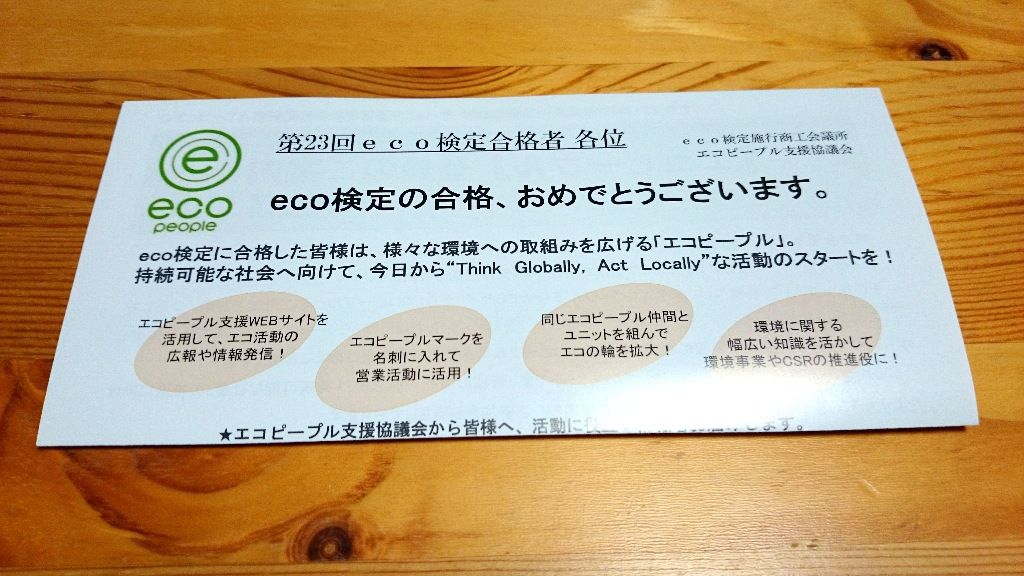 e
eco
people
第23回ｅｃｏ検定合格者 各位
ｅｃｏ検定施行商工会議所
エコピープル支援協議会
eco検定の合格、おめでとうございます。
eco検定に合格した皆様は、様々な環境への取組みを広げる「エコピープル」。
持続可能な社会へ向けて、今日から“Think Globally, Act Locally”な活動のスタートを！
エコピープル支援WEBサイトを
活用して、エコ活動の
広報や情報発信！
エコピープルマークを
名刺に入れて
営業活動に活用！
同じエコピープル仲間と
ユニットを組んで
エコの輪を拡大！
環境に関する
幅広い知識を活かして
環境事業やCSRの推進役に！
★エコピープル支援協議会から皆様へ、活動に